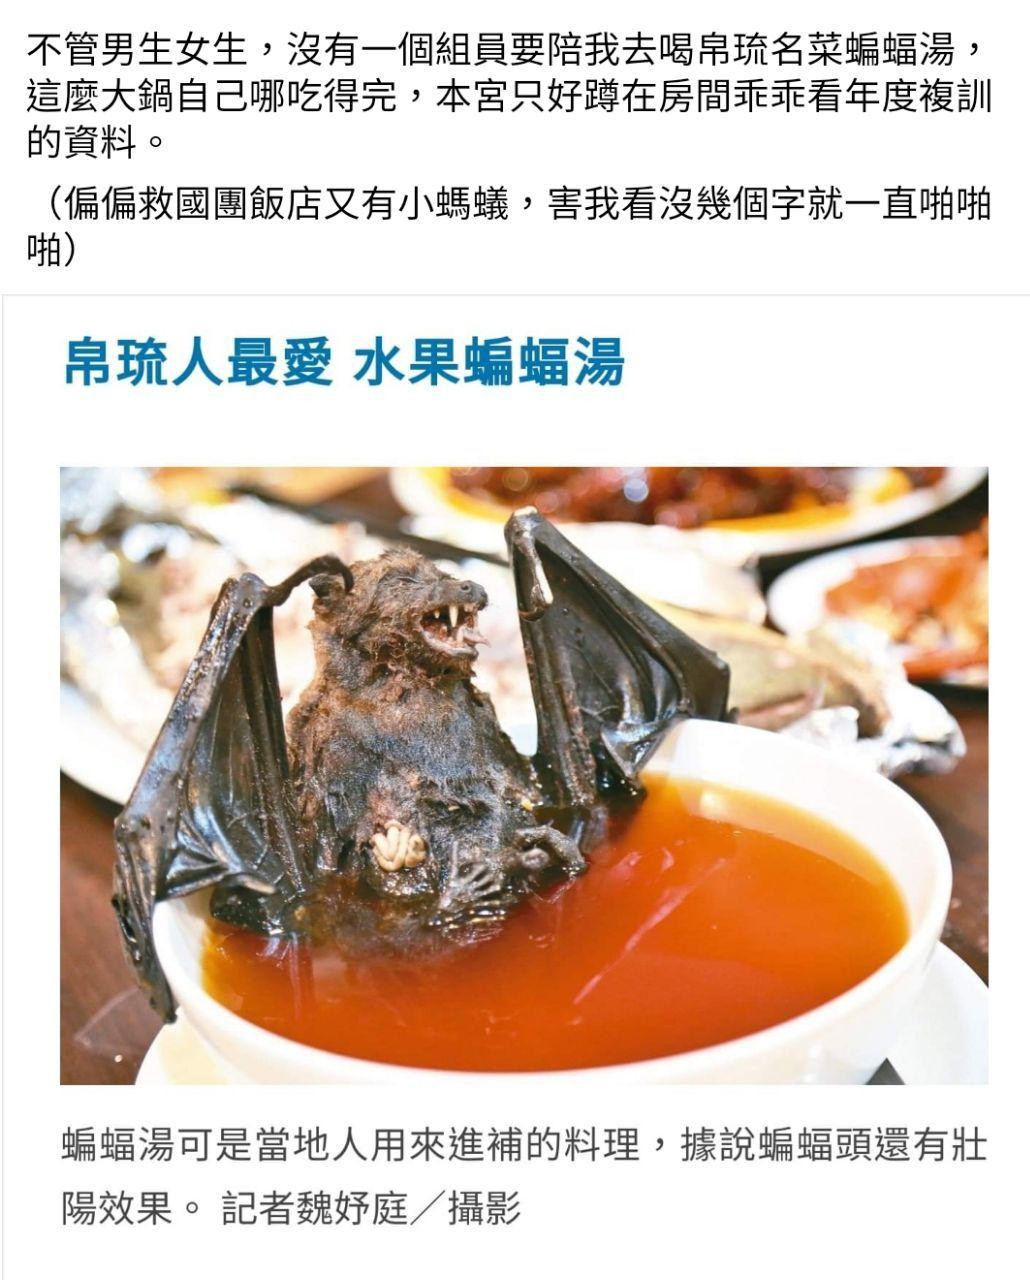 不管男生女生，沒有一個組員要陪我去喝帛琉名菜蝙蝠湯，
這麼大鍋自己哪吃得完，本宮只好蹲在房間乖乖看年度複訓
的資料。
（偏偏救國團飯店又有小螞蟻，害我看沒幾個字就一直啪啪
啪）
帛琉人最愛 水果蝙蝠湯
蝙蝠湯可是當地人用來進補的料理，據說蝙蝠頭還有壯
陽效果。 記者魏妤庭／攝影